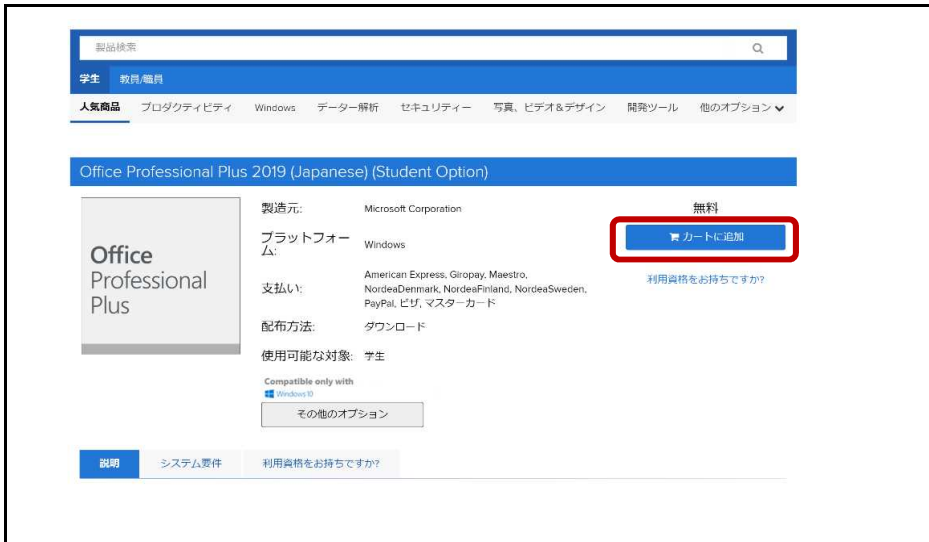 製品検索
学生 教員/職員
人気商品 プロダクティビティ Windows データー解析 セキュリティー 写真、ビデオ&デザイン 開発ツール 他のオプション
Office Professional Plus 2019 (Japanese) (Student Option)
Office
Professional
Plus
製造元: Microsoft Corporation
プラットフォー
ム: Windows
支払い: American Express, Giropay, Maestro,
NordeaDenmark, NordeaFinland, NordeaSweden,
PayPal, ビザ, マスターカード
配布方法: ダウンロード
使用可能な対象: 学生
Compatible only with
Windows 10
その他のオプション
無料
カートに追加
利用資格をお持ちですか?
説明 システム要件 利用資格をお持ちですか?